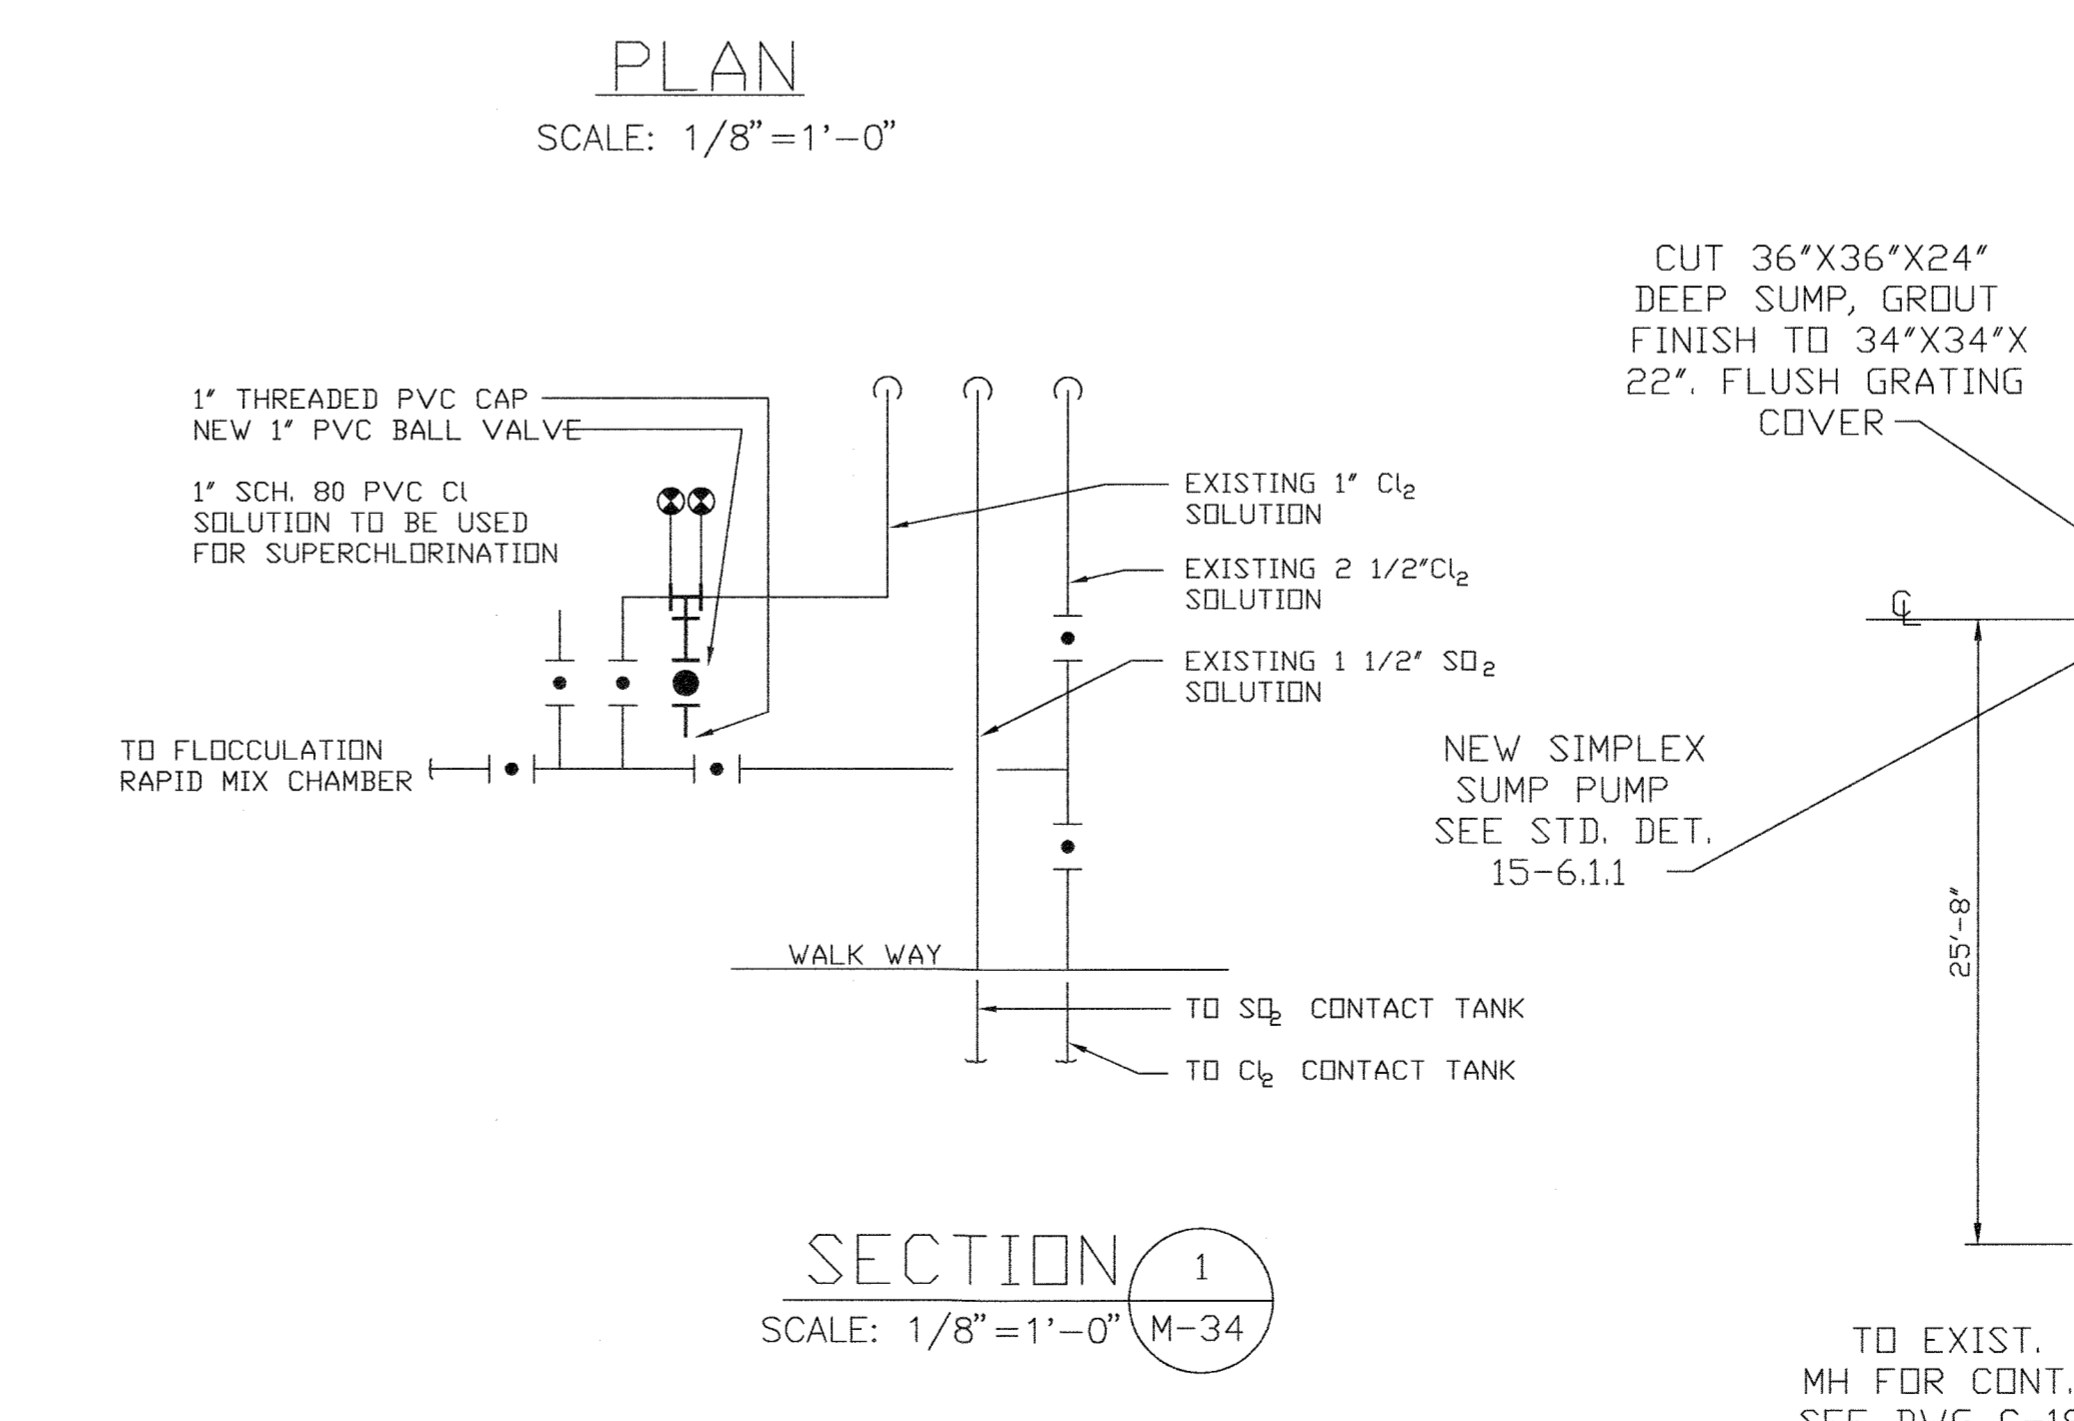 PLAN
SCALE: 1/8"=1'-0"
CUT 36"X36"X24"
DEEP SUMP, GROUT
FINISH TO 34"X34"X
22". FLUSH GRATING
COVER
1" THREADED PVC CAP
NEW 1" PVC BALL VALVE
1" SCH. 80 PVC Cl
SOLUTION TO BE USED
FOR SUPERCHLORINATION
EXISTING 1" Cl₂
SOLUTION
EXISTING 2 1/2"Cl₂
SOLUTION
EXISTING 1 1/2" SO₂
SOLUTION
℄
TO FLOCCULATION
RAPID MIX CHAMBER
NEW SIMPLEX
SUMP PUMP
SEE STD. DET.
15-6.1.1
25'-8"
WALK WAY
TO SO₂ CONTACT TANK
TO Cl₂ CONTACT TANK
SECTION
1
SCALE: 1/8"=1'-0"
M-34
TO EXIST.
MH FOR CONT.
SEE DWG